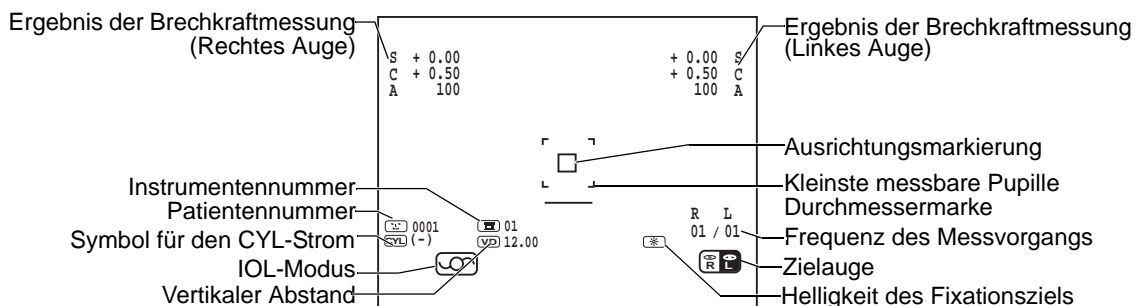 Ergebnis der Brechkraftmessung
(Rechtes Auge)
Ergebnis der Brechkraftmessung
(Linkes Auge)
S + 0.00
C + 0.50
A 100
+ 0.00 S
+ 0.50 C
100 A
Ausrichtungsmarkierung
Kleinste messbare Pupille
Durchmessermarke
Instrumentennummer
Patientennummer
Symbol für den CYL-Strom
IOL-Modus
Vertikaler Abstand
0001
01
CYL (-)
VD 12.00
R L
01 / 01
R L
Frequenz des Messvorgangs
Zielauge
Helligkeit des Fixationsziels